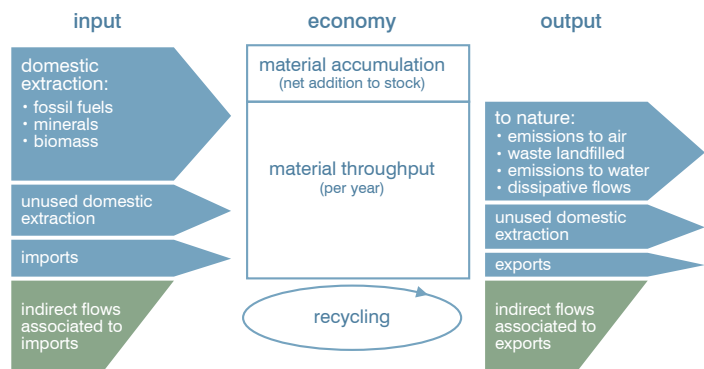 input
domestic
extraction:
· fossil fuels
· minerals
· biomass
unused domestic
extraction
imports
indirect flows
associated to
imports
economy
material accumulation
(net addition to stock)
material throughput
(per year)
recycling
output
to nature:
· emissions to air
· waste landfilled
· emissions to water
· dissipative flows
unused domestic
extraction
exports
indirect flows
associated to
exports